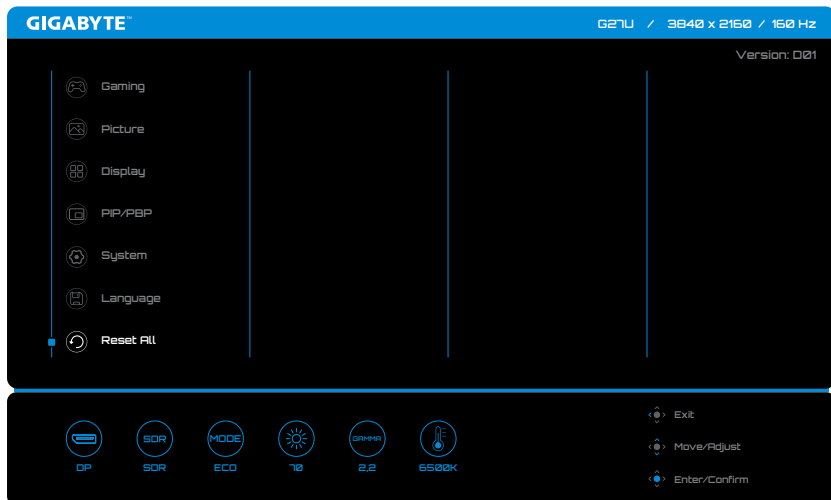 GIGABYTE™ G27U / 3840 x 2160 / 160 Hz
Version: D01
Gaming
Picture
Display
PIP/PBP
System
Language
Reset All
SDR MODE GAMMA
DP SDR ECO 70 2.2 6500K
Exit
Move/Adjust
Enter/Confirm